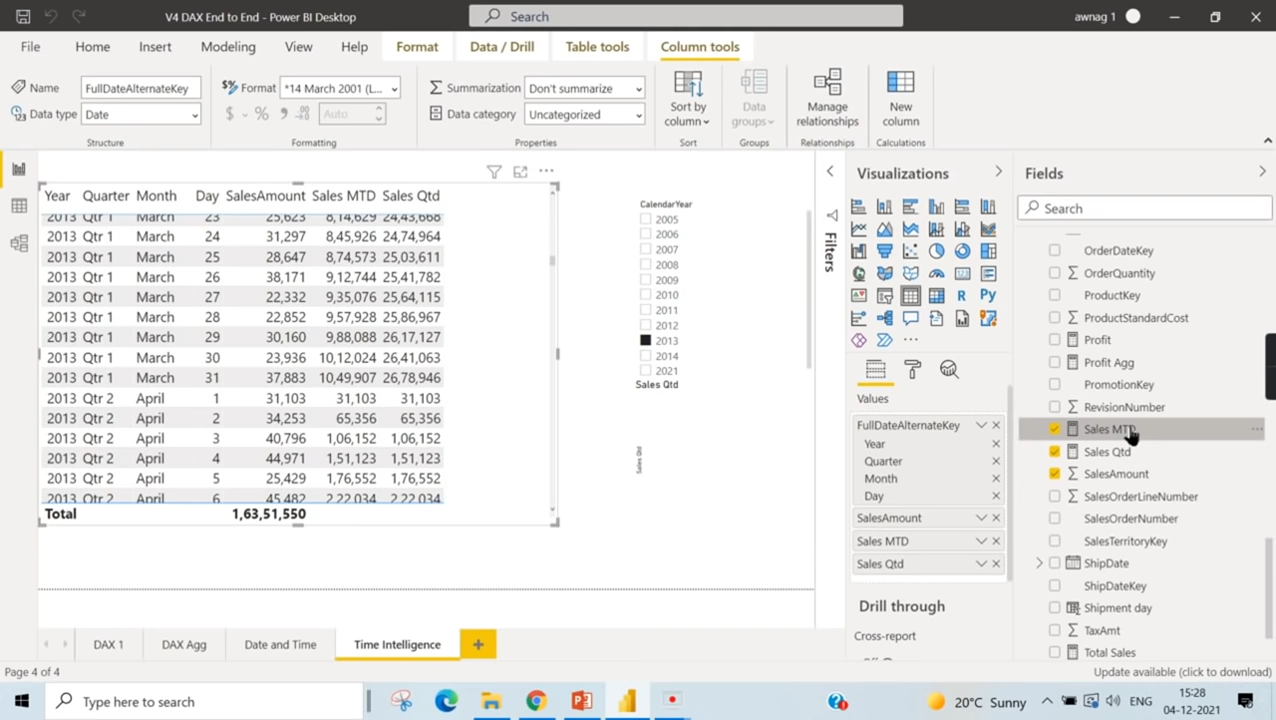 V4 DAX End to End - Power BI Desktop
Search
awnag 1
File Home Insert Modeling View Help Format Data / Drill Table tools Column tools
Name FullDateAlternateKey
Format *14 March 2001 (L...
Summarization Don't summarize
Data type Date
$ % Auto
Data category Uncategorized
Sort by column
Data groups
Manage relationships
New column
Structure Formatting Properties Sort Groups Relationships Calculations
Year Quarter Month Day SalesAmount Sales MTD Sales Qtd
2013 Qtr 1 March 23 25,623 8,14,629 24,43,668
2013 Qtr 1 March 24 31,297 8,45,926 24,74,964
2013 Qtr 1 March 25 28,647 8,74,573 25,03,611
2013 Qtr 1 March 26 38,171 9,12,744 25,41,782
2013 Qtr 1 March 27 22,332 9,35,076 25,64,115
2013 Qtr 1 March 28 22,852 9,57,928 25,86,967
2013 Qtr 1 March 29 30,160 9,88,088 26,17,127
2013 Qtr 1 March 30 23,936 10,12,024 26,41,063
2013 Qtr 1 March 31 37,883 10,49,907 26,78,946
2013 Qtr 2 April 1 31,103 31,103 31,103
2013 Qtr 2 April 2 34,253 65,356 65,356
2013 Qtr 2 April 3 40,796 1,06,152 1,06,152
2013 Qtr 2 April 4 44,971 1,51,123 1,51,123
2013 Qtr 2 April 5 25,429 1,76,552 1,76,552
2013 Qtr 2 April 6 45,482 2,22,034 2,22,034
Total 1,63,51,550
CalendarYear
2005
2006
2007
2008
2009
2010
2011
2012
2013
2014
2021
Sales Qtd
Sales Qtd
Filters
Visualizations
R Py
Values
FullDateAlternateKey
Year
Quarter
Month
Day
SalesAmount
Sales MTD
Sales Qtd
Drill through
Cross-report
Fields
Search
OrderDateKey
OrderQuantity
ProductKey
ProductStandardCost
Profit
Profit Agg
PromotionKey
RevisionNumber
Sales MTD
Sales Qtd
SalesAmount
SalesOrderLineNumber
SalesOrderNumber
SalesTerritoryKey
ShipDate
ShipDateKey
Shipment day
TaxAmt
Total Sales
DAX 1 DAX Agg Date and Time Time Intelligence
Page 4 of 4
Update available (click to download)
Type here to search
20°C Sunny
ENG
15:28
04-12-2021